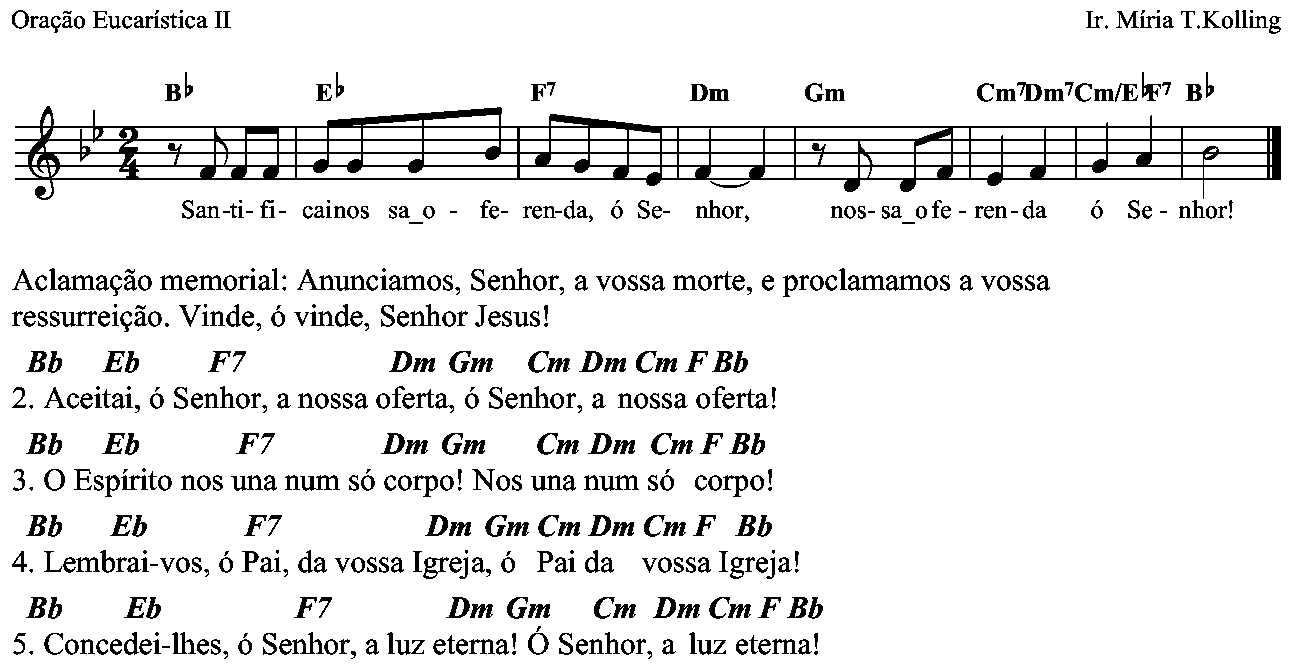 Oração Eucarística II Ir. Míria T.Kolling
B♭ E♭ F7 Dm Gm Cm7Dm7Cm/E♭F7 B♭
2
4
San-ti-fi- cainos sa_o - fe- ren-da, ó Se- nhor, nos-sa_o fe-ren-da ó Se-nhor!
Aclamação memorial: Anunciamos, Senhor, a vossa morte, e proclamamos a vossa
ressurreição. Vinde, ó vinde, Senhor Jesus!
Bb Eb F7 Dm Gm Cm Dm Cm F Bb
2. Aceitai, ó Senhor, a nossa oferta, ó Senhor, a nossa oferta!
Bb Eb F7 Dm Gm Cm Dm Cm F Bb
3. O Espírito nos una num só corpo! Nos una num só corpo!
Bb Eb F7 Dm Gm Cm Dm Cm F Bb
4. Lembrai-vos, ó Pai, da vossa Igreja, ó Pai da vossa Igreja!
Bb Eb F7 Dm Gm Cm Dm Cm F Bb
5. Concedei-lhes, ó Senhor, a luz eterna! Ó Senhor, a luz eterna!